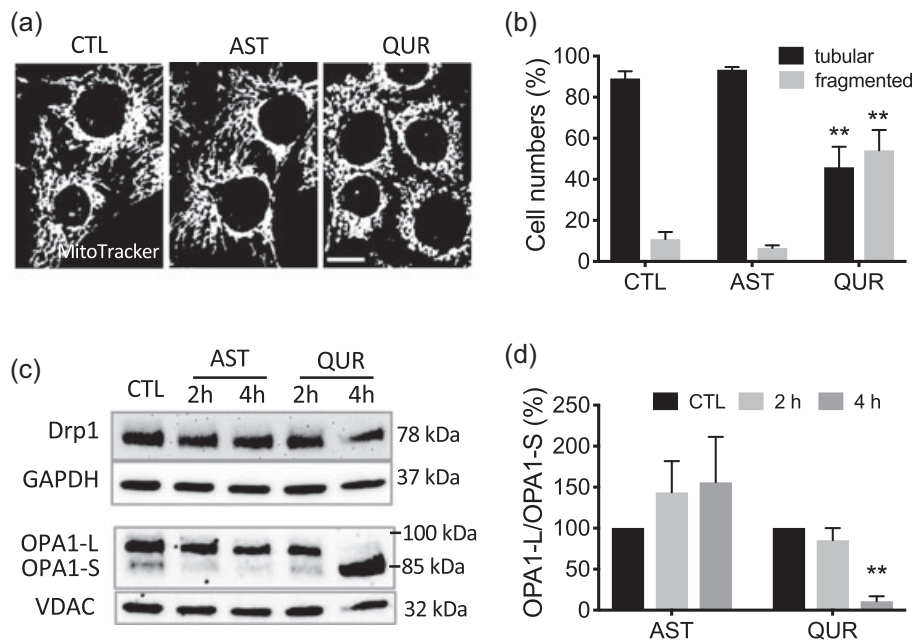 (a)
CTL AST QUR
MitoTracker
(b)
Cell numbers (%)
100
80
60
40
20
0
tubular
fragmented
** **
CTL AST QUR
(c)
AST QUR
CTL 2h 4h 2h 4h
Drp1 78 kDa
GAPDH 37 kDa
100 kDa
OPA1-L
OPA1-S 85 kDa
VDAC 32 kDa
(d)
OPA1-L/OPA1-S (%)
250
200
150
100
50
0
CTL 2 h 4 h
**
AST QUR